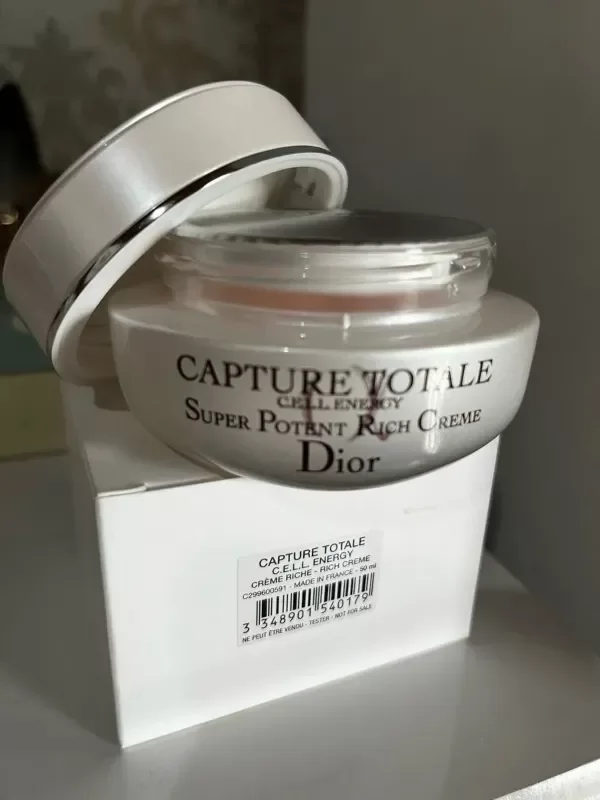 CAPTURE TOTALE
C.E.L.L. ENERGY
SUPER POTENT RICH CREME
Dior
CAPTURE TOTALE
C.E.L.L. ENERGY
CRÈME RICHE - RICH CREME
C299600591 - MADE IN FRANCE - 50 ml
3 348901 540179
NE PEUT ÊTRE VENDU - TESTER - NOT FOR SALE